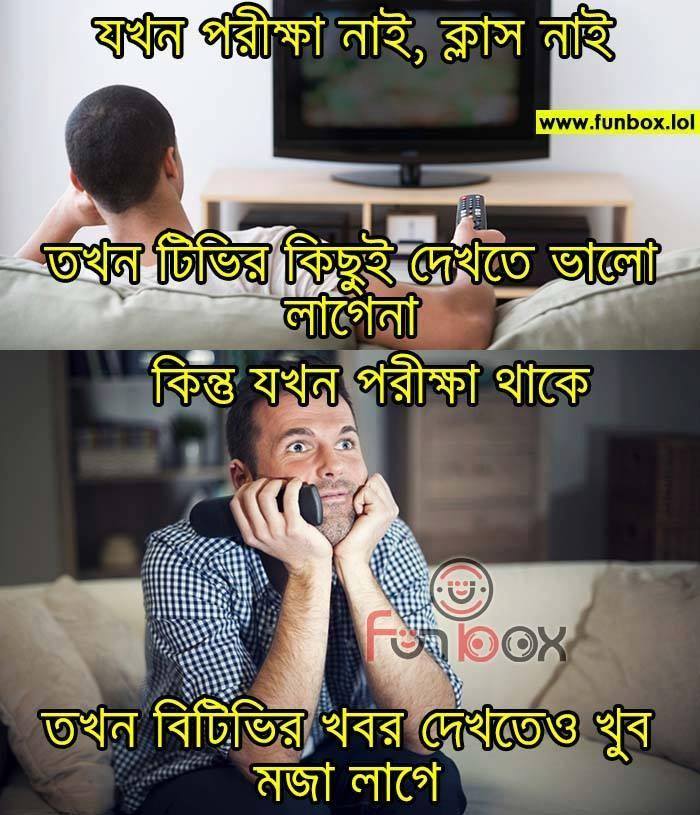 যখন পরীক্ষা নাই, ক্লাস নাই
www.funbox.lol
তখন টিভির কিছুই দেখতে ভালো
লাগেনা
কিন্তু যখন পরীক্ষা থাকে
Funbox
তখন বিটিভির খবর দেখতেও খুব
মজা লাগে